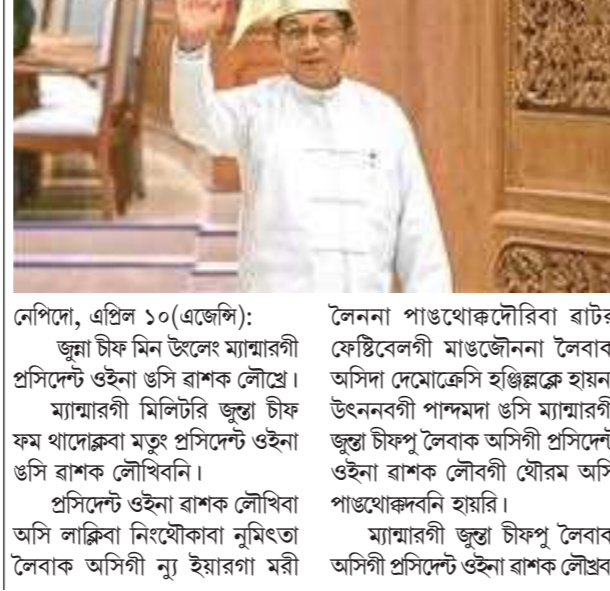 নেপিদো, এপ্রিল ১০(এজেন্সি):
জুন্না চীফ মিন উংলেং ম্যান্মারগী
প্রসিদেন্ট ওইনা ঙসি ৱাশক লৌখ্রে।
ম্যান্মারগী মিলিটরি জুন্তা চীফ
ফম থাদোক্লবা মতুং প্রসিদেন্ট ওইনা
ঙসি ৱাশক লৌখিবনি।
প্রসিদেন্ট ওইনা ৱাশক লৌখিবা
অসি লাক্লিবা নিংথৌকাবা নুমিৎতা
লৈবাক অসিগী ন্যু ইয়ারগা মরী
লৈননা পাঙথোক্কদৌরিবা ৱাটর
ফেষ্টিবেলগী মাঙজৌননা লৈবাক
অসিদা দেমোক্রেসি হঞ্জিল্লক্লে হায়না
উৎননবগী পান্দমদা ঙসি ম্যান্মারগী
জুন্তা চীফপু লৈবাক অসিগী প্রসিদেন্ট
ওইনা ৱাশক লৌবগী থৌরম অসি
পাঙথোক্কদবনি হায়রি।
ম্যান্মারগী জুন্তা চীফপু লৈবাক
অসিগী প্রসিদেন্ট ওইনা ৱাশক লৌখ্রবা